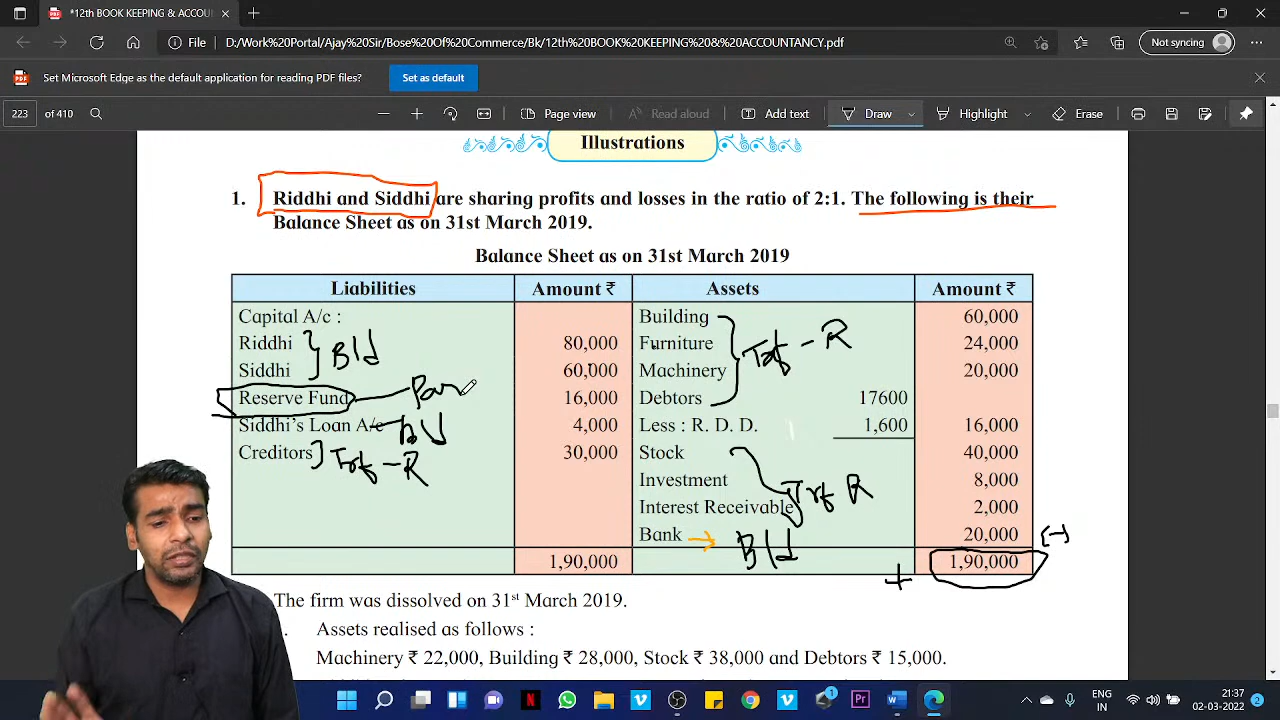 *12th BOOK KEEPING & ACCOUNTANC
File D:/Work%20Portal/Ajay%20Sir/Bose%20Of%20Commerce/Bk/12th%20BOOK%20KEEPING%20&%20ACCOUNTANCY.pdf Not syncing
Set Microsoft Edge as the default application for reading PDF files? Set as default
223 of 410 Page view Read aloud Add text Draw Highlight Erase
Illustrations
1. Riddhi and Siddhi are sharing profits and losses in the ratio of 2:1. The following is their
Balance Sheet as on 31st March 2019.
Balance Sheet as on 31st March 2019
Liabilities Amount ₹ Assets Amount ₹
Capital A/c : Building 60,000
Riddhi 80,000 Furniture 24,000
Bld Trf - R
Siddhi 60,000 Machinery 20,000
Reserve Fund Par 16,000 Debtors 17600
Siddhi's Loan A/c 4,000 Less : R. D. D. 1,600 16,000
Creditors Trf - R 30,000 Stock 40,000
Investment 8,000
Trf R
Interest Receivable 2,000
Bank Bld 20,000 (-)
1,90,000 + 1,90,000
The firm was dissolved on 31st March 2019.
Assets realised as follows :
Machinery ₹ 22,000, Building ₹ 28,000, Stock ₹ 38,000 and Debtors ₹ 15,000.
ENG
IN
21:37
02-03-2022